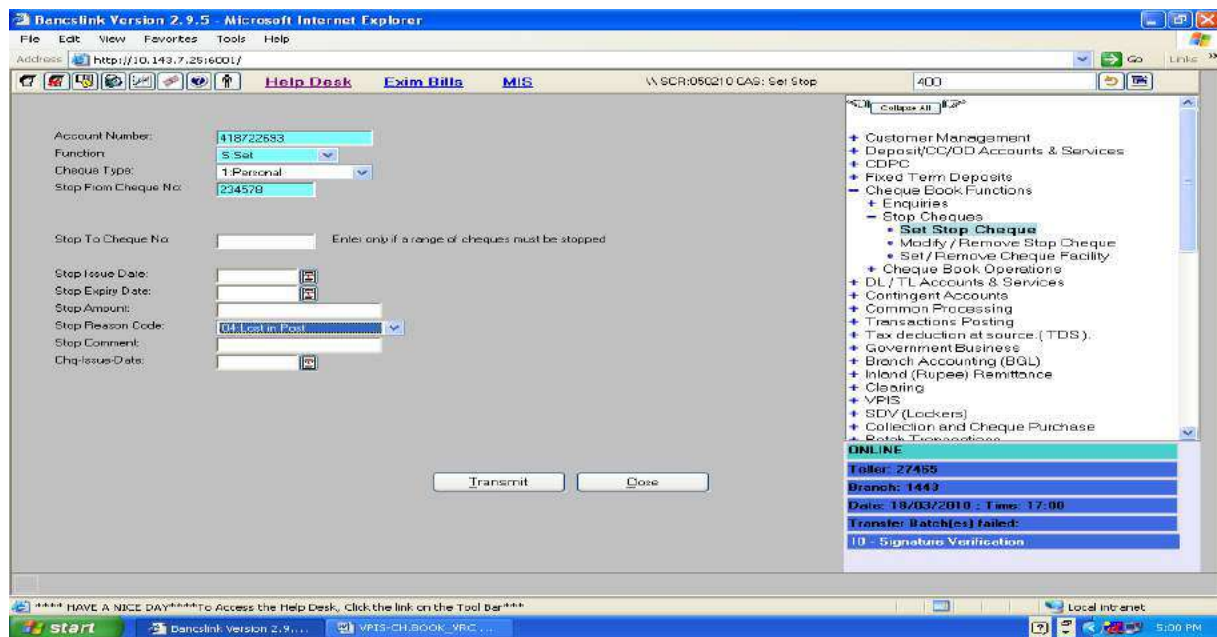 Bancslink Version 2.9.5 - Microsoft Internet Explorer
File Edit View Favorites Tools Help
Address http://10.143.7.25:6001/ Go Links »
Help Desk Exim Bills MIS \\ SCR:050210 CAS: Set Stop 400
Collapse All
Account Number: 418722693
Function: S Set
Cheque Type: 1:Personal
Stop From Cheque No: 234578
Stop To Cheque No: Enter only if a range of cheques must be stopped
Stop Issue Date:
Stop Expiry Date:
Stop Amount:
Stop Reason Code: 04:Lost in Post
Stop Comment:
Chq-Issue-Date:
Transmit Close
+ Customer Management
+ Deposit/CC/OD Accounts & Services
+ CDPC
+ Fixed Term Deposits
− Cheque Book Functions
+ Enquiries
− Stop Cheques
• Set Stop Cheque
• Modify / Remove Stop Cheque
• Set / Remove Cheque Facility
+ Cheque Book Operations
+ DL / TL Accounts & Services
+ Contingent Accounts
+ Common Processing
+ Transactions Posting
+ Tax deduction at source.( TDS ).
+ Government Business
+ Branch Accounting (BGL)
+ Inland (Rupee) Remittance
+ Clearing
+ VPIS
+ SDV (Lockers)
+ Collection and Cheque Purchase
+ Batch Transactions
ONLINE
Teller: 27465
Branch: 1443
Date: 18/03/2010 ; Time: 17:00
Transfer Batch(es) failed:
10 - Signature Verification
**** HAVE A NICE DAY****To Access the Help Desk, Click the link on the Tool Bar*** Local intranet
start Bancslink Version 2.9.... VPIS-CH.BOOK_VRC ... 5:00 PM